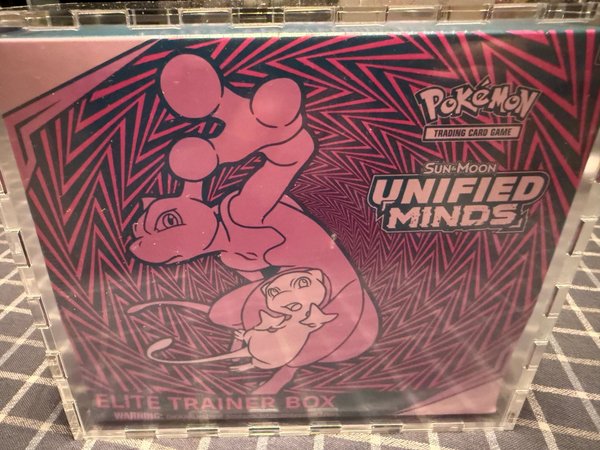 POKéMON
TRADING CARD GAME
SUN & MOON
UNIFIED
MINDS
ELITE TRAINER BOX
WARNING: